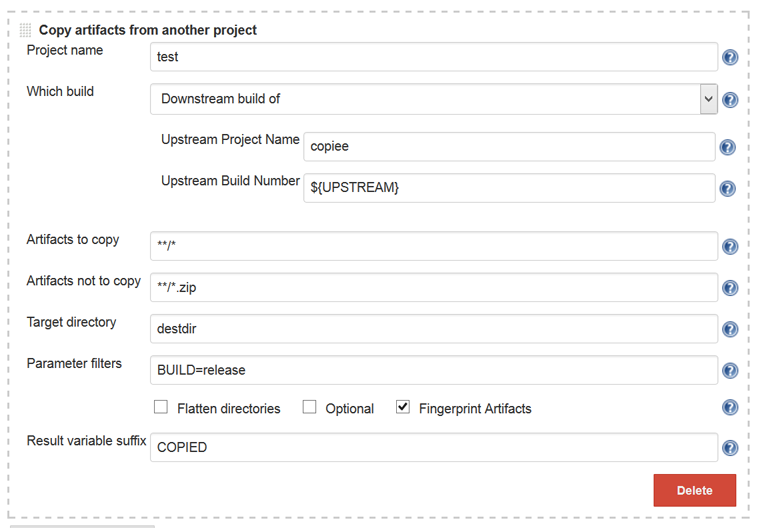 Copy artifacts from another project
Project name
test
Which build
Downstream build of
Upstream Project Name
copiee
Upstream Build Number
${UPSTREAM}
Artifacts to copy
**/*
Artifacts not to copy
**/*.zip
Target directory
destdir
Parameter filters
BUILD=release
Flatten directories Optional Fingerprint Artifacts
Result variable suffix
COPIED
Delete